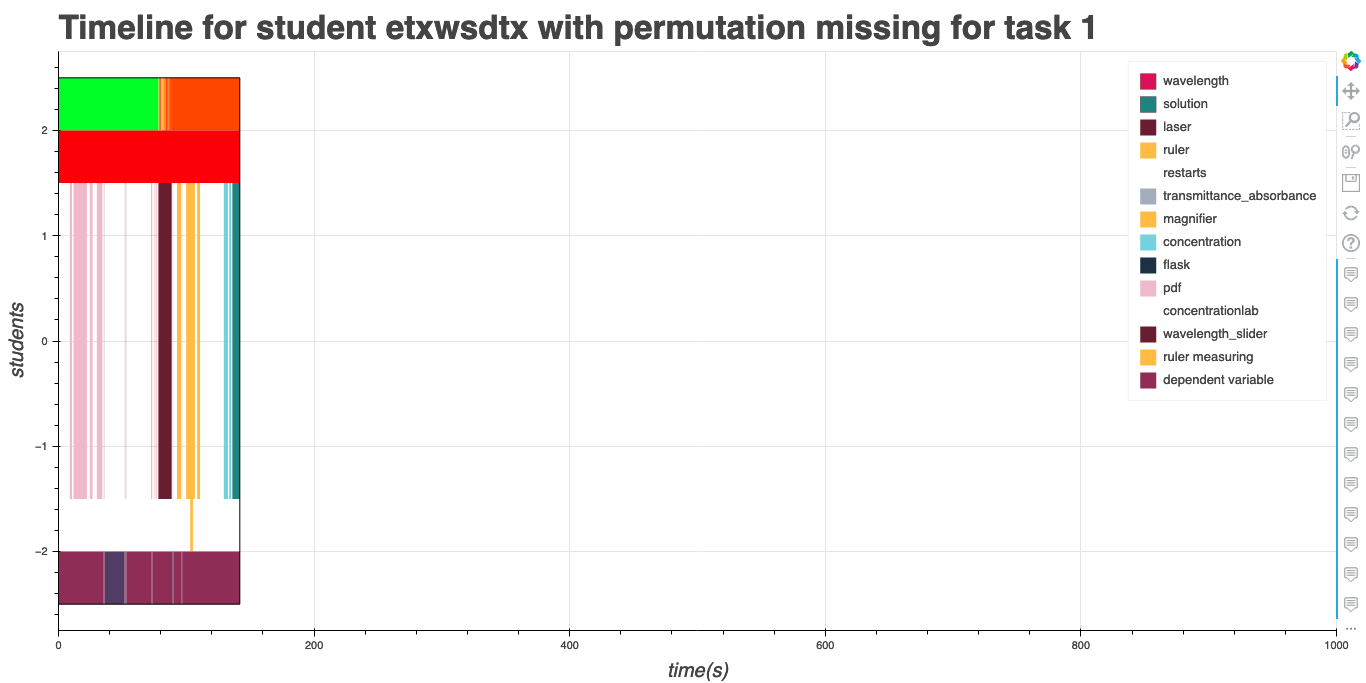 Timeline for student etxwsdtx with permutation missing for task 1
wavelength
solution
laser
ruler
restarts
transmittance_absorbance
magnifier
concentration
flask
pdf
concentrationlab
wavelength_slider
ruler measuring
dependent variable
students
2
1
0
−1
−2
0
200
400
600
800
1000
time(s)